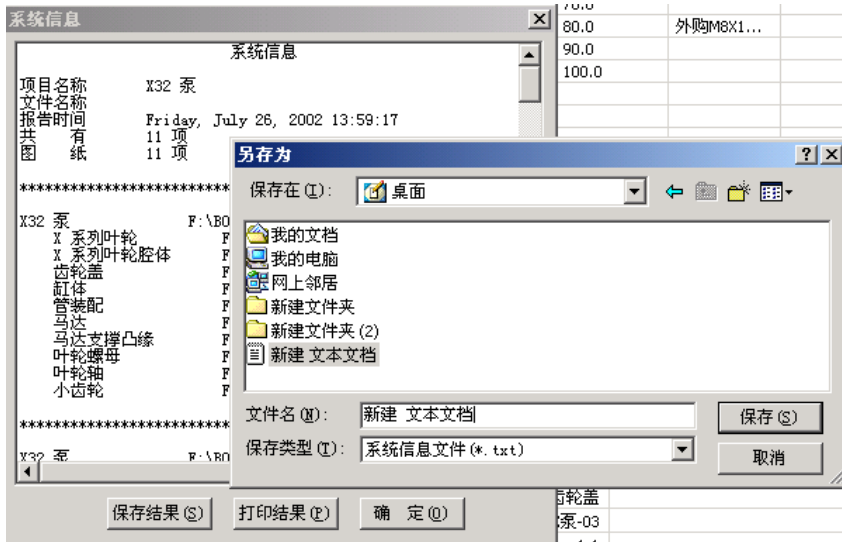 系统信息
系统信息
项目名称 X32 泵
文件名称
报告时间 Friday, July 26, 2002 13:59:17
共 有 11 项
图 纸 11 项
*************************
X32 泵 F:\BO
X 系列叶轮 F
X 系列叶轮腔体 F
齿轮盖 F
缸体 F
管装配 F
马达 F
马达支撑凸缘 F
叶轮螺母 F
叶轮轴 F
小齿轮 F
*************************
X32 泵 F:\BO
保存结果(S) 打印结果(P) 确 定(O)
另存为
保存在(I): 桌面
我的文档
我的电脑
网上邻居
新建文件夹
新建文件夹(2)
新建 文本文档
文件名(N): 新建 文本文档 保存(S)
保存类型(T): 系统信息文件(*.txt) 取消
80.0 外购M8X1...
90.0
100.0
齿轮盖
泵-03